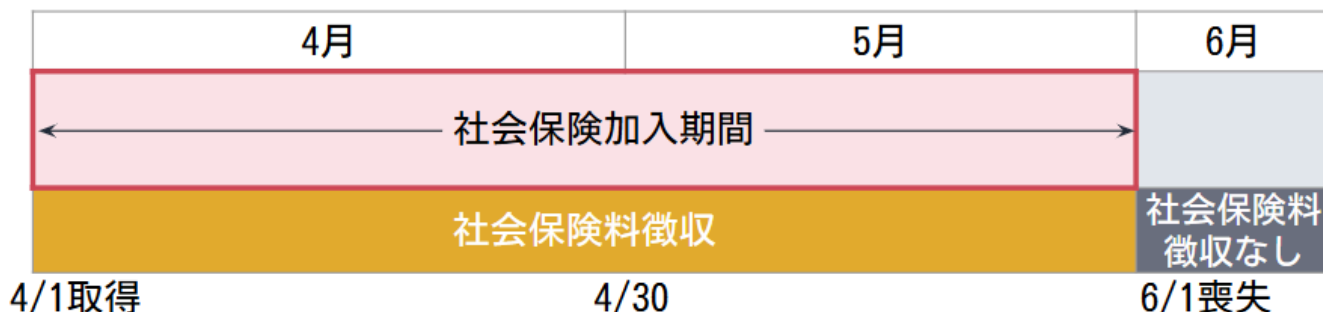 4月
5月
6月
社会保険加入期間
社会保険料徴収
社会保険料
徴収なし
4/1取得
4/30
6/1喪失